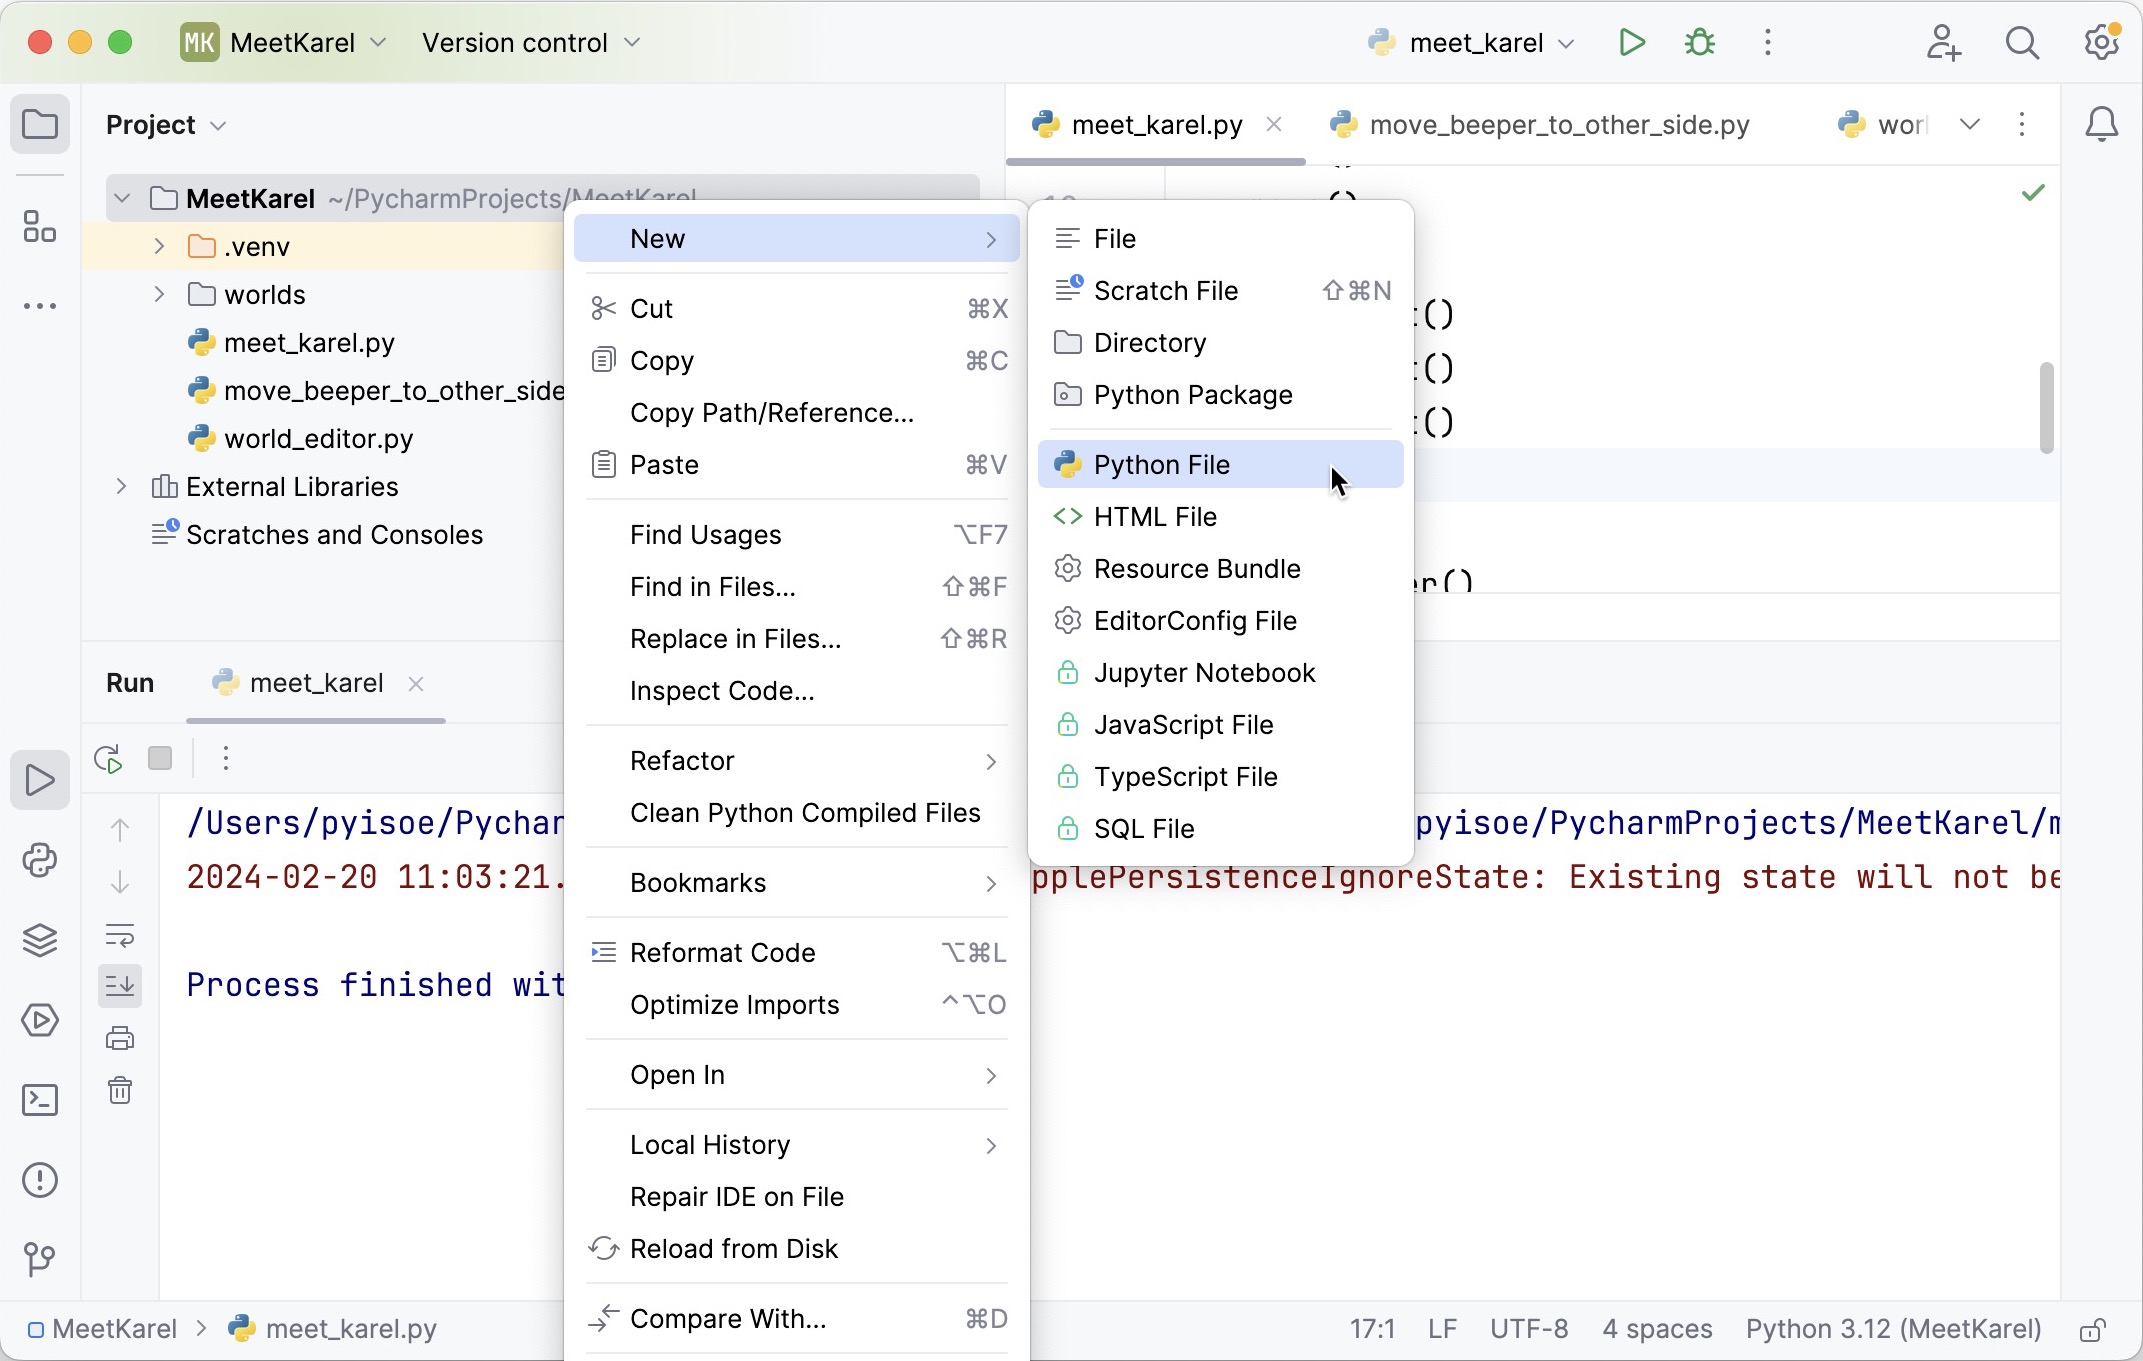 MK MeetKarel Version control meet_karel
Project
meet_karel.py move_beeper_to_other_side.py
MeetKarel ~/PycharmProjects/MeetKarel
.venv
worlds
meet_karel.py
move_beeper_to_other_side
world_editor.py
External Libraries
Scratches and Consoles
New
Cut ⌘X
Copy ⌘C
Copy Path/Reference...
Paste ⌘V
Find Usages ⌥F7
Find in Files... ⇧⌘F
Replace in Files... ⇧⌘R
Inspect Code...
Refactor
Clean Python Compiled Files
Bookmarks
Reformat Code ⌥⌘L
Optimize Imports ^⌥O
Open In
Local History
Repair IDE on File
Reload from Disk
Compare With... ⌘D
File
Scratch File ⇧⌘N
Directory
Python Package
Python File
HTML File
Resource Bundle
EditorConfig File
Jupyter Notebook
JavaScript File
TypeScript File
SQL File
()
()
()
()
er()
Run meet_karel
/Users/pyisoe/Pychar pyisoe/PycharmProjects/MeetKarel/m
2024-02-20 11:03:21. pplePersistenceIgnoreState: Existing state will not be
Process finished wit
MeetKarel > meet_karel.py 17:1 LF UTF-8 4 spaces Python 3.12 (MeetKarel)